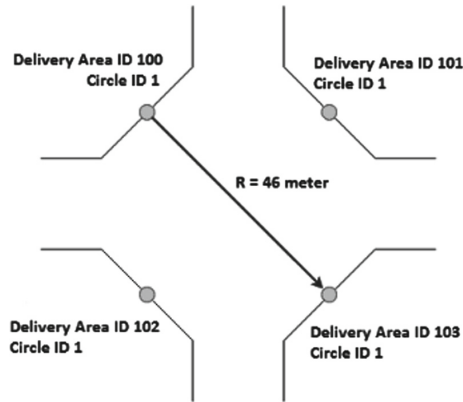 Delivery Area ID 100
Circle ID 1
Delivery Area ID 101
Circle ID 1
R = 46 meter
Delivery Area ID 102
Circle ID 1
Delivery Area ID 103
Circle ID 1